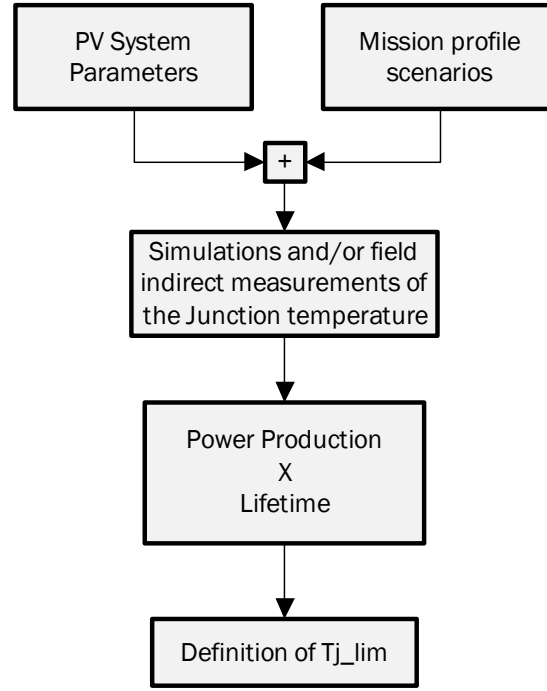 PV System
Parameters
Mission profile
scenarios
+
Simulations and/or field
indirect measurements of
the Junction temperature
Power Production
X
Lifetime
Definition of Tj_lim